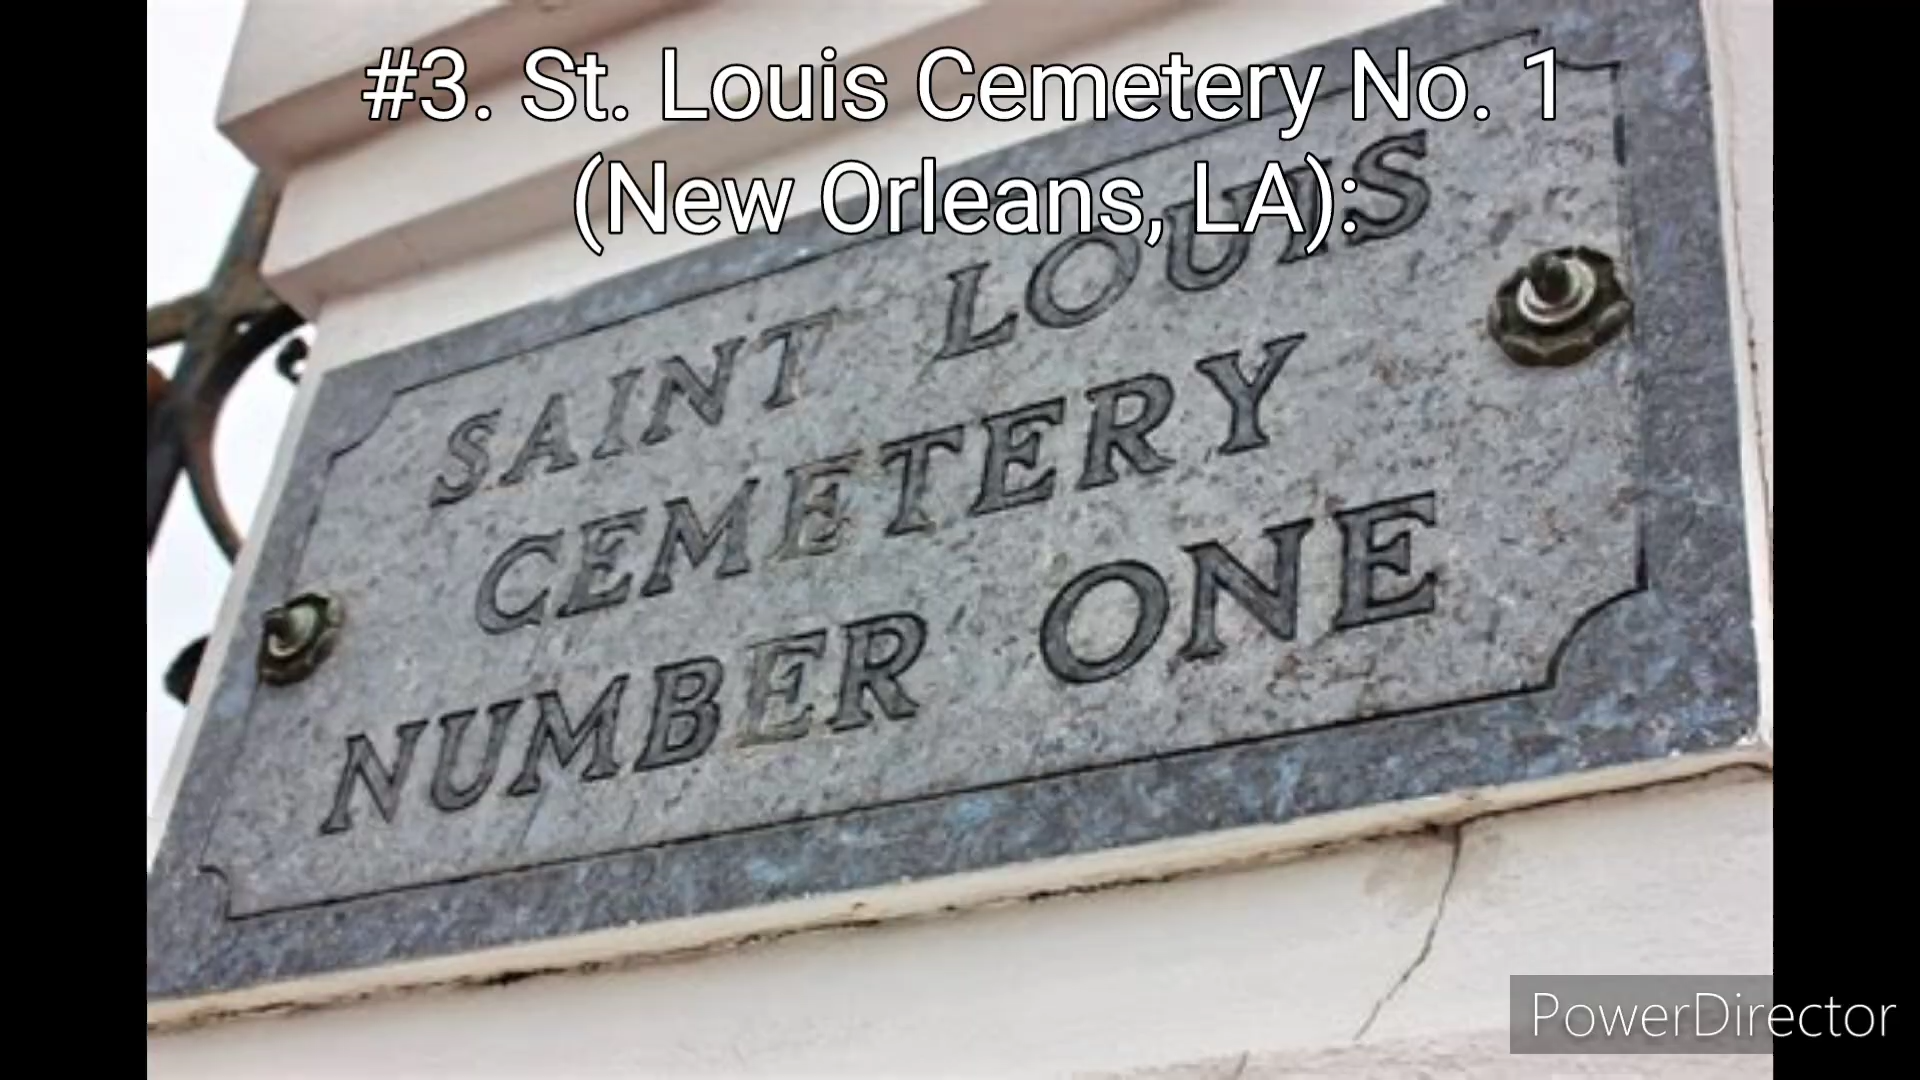 #3. St. Louis Cemetery No. 1
(New Orleans, LA):
SAINT LOUIS
CEMETERY
NUMBER ONE
PowerDirector